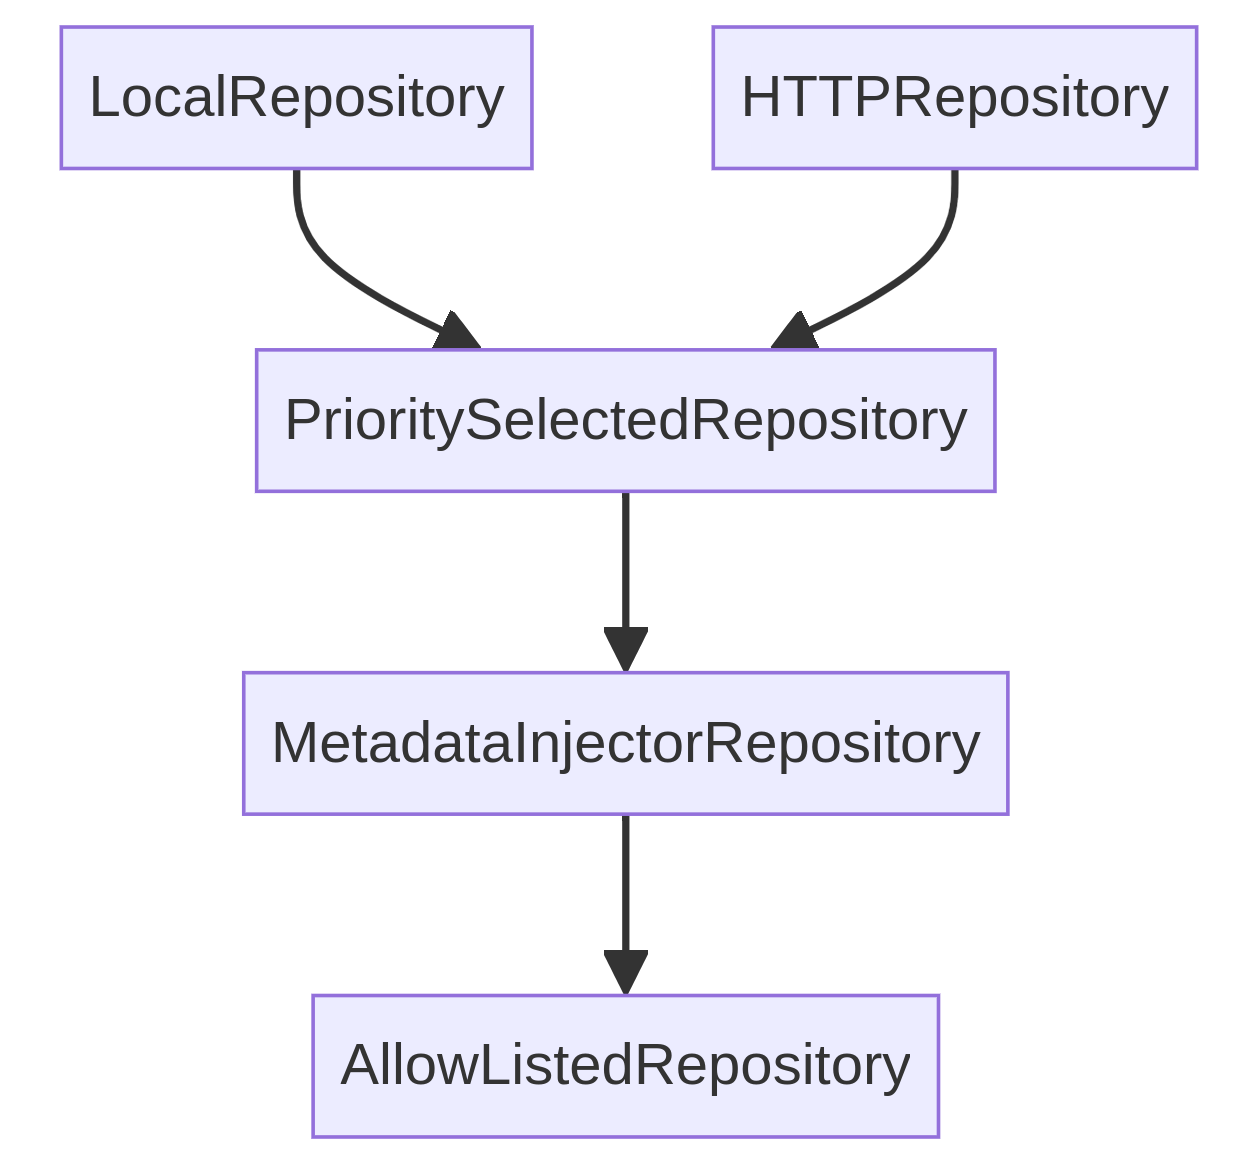 LocalRepository
HTTPRepository
PrioritySelectedRepository
MetadataInjectorRepository
AllowListedRepository